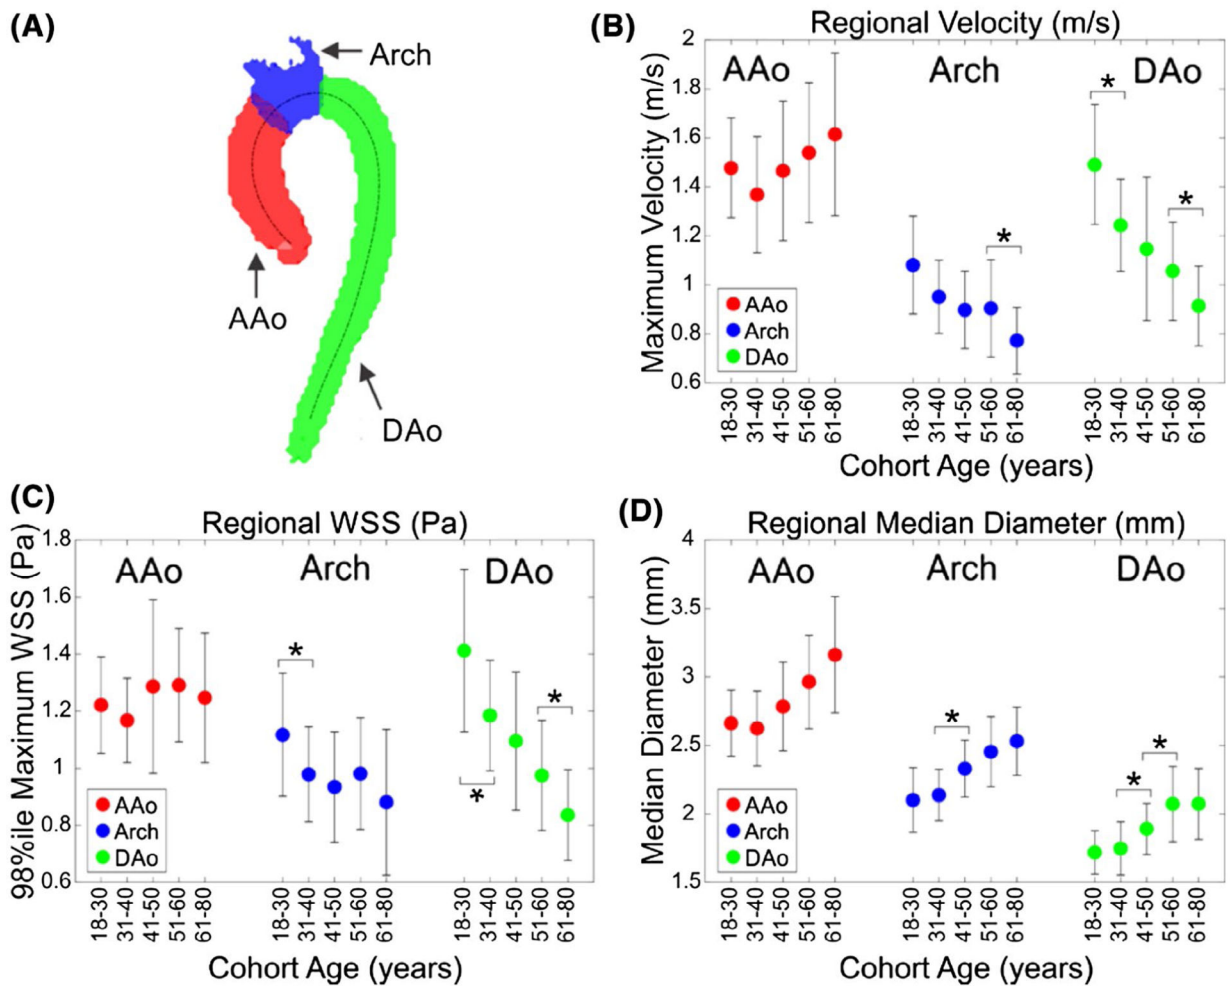 (A)
Arch
AAo
DAo
(B)
Regional Velocity (m/s)
Maximum Velocity (m/s)
2
1.8
1.6
1.4
1.2
1
0.8
0.6
AAo
Arch
DAo
*
*
*
AAo
Arch
DAo
18-30
31-40
41-50
51-60
61-80
18-30
31-40
41-50
51-60
61-80
18-30
31-40
41-50
51-60
61-80
Cohort Age (years)
(C)
Regional WSS (Pa)
98%ile Maximum WSS (Pa)
1.8
1.6
1.4
1.2
1
0.8
0.6
AAo
Arch
DAo
*
*
*
AAo
Arch
DAo
18-30
31-40
41-50
51-60
61-80
18-30
31-40
41-50
51-60
61-80
18-30
31-40
41-50
51-60
61-80
Cohort Age (years)
(D)
Regional Median Diameter (mm)
Median Diameter (mm)
4
3.5
3
2.5
2
1.5
AAo
Arch
DAo
*
*
*
AAo
Arch
DAo
18-30
31-40
41-50
51-60
61-80
18-30
31-40
41-50
51-60
61-80
18-30
31-40
41-50
51-60
61-80
Cohort Age (years)